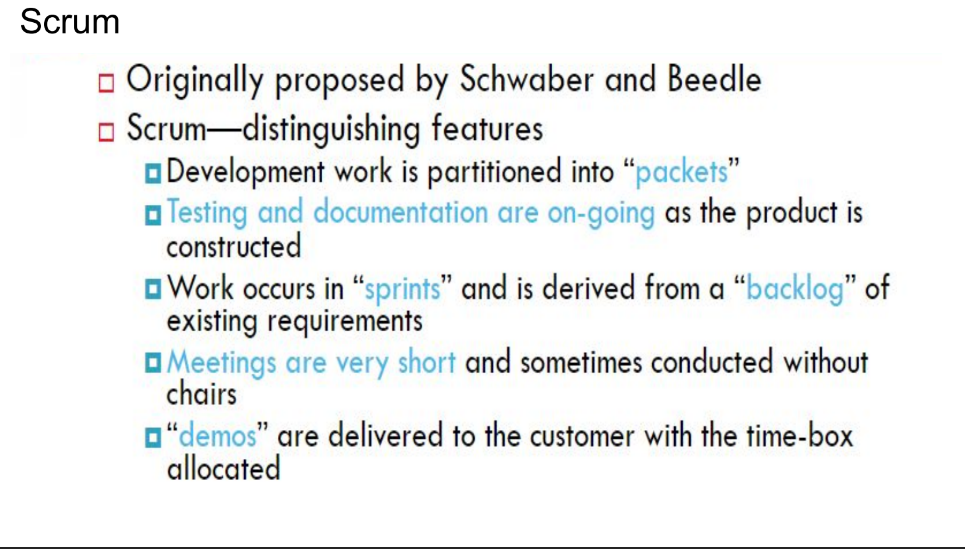 Scrum
Originally proposed by Schwaber and Beedle
Scrum—distinguishing features
Development work is partitioned into “packets”
Testing and documentation are on-going as the product is
constructed
Work occurs in “sprints” and is derived from a “backlog” of
existing requirements
Meetings are very short and sometimes conducted without
chairs
“demos” are delivered to the customer with the time-box
allocated